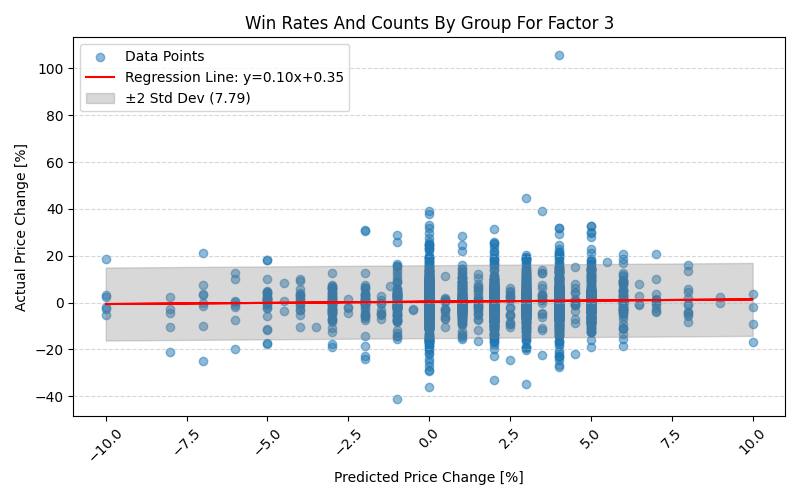 Win Rates And Counts By Group For Factor 3
Data Points
Regression Line: y=0.10x+0.35
±2 Std Dev (7.79)
Actual Price Change [%]
100
80
60
40
20
0
−20
−40
−10.0
−7.5
−5.0
−2.5
0.0
2.5
5.0
7.5
10.0
Predicted Price Change [%]